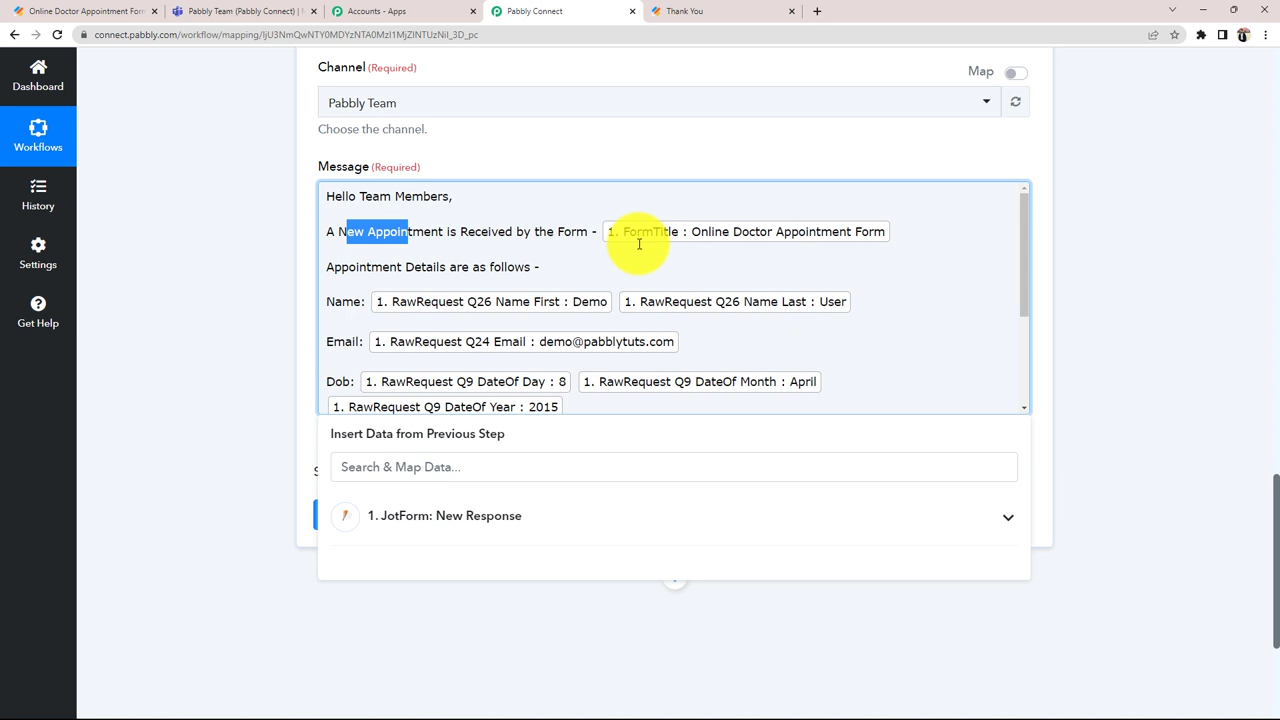 Online Doctor Appointment For
Pabbly Team (Pabbly Connect) |
Accounts - Apps
Pabbly Connect
Thank You
connect.pabbly.com/workflow/mapping/IjU3NmQwNTY0MDYzNTA0MzI1MjZlNTUzNiI_3D_pc
Dashboard
Workflows
History
Settings
Get Help
Channel (Required)
Map
Pabbly Team
Choose the channel.
Message (Required)
Hello Team Members,
A New Appointment is Received by the Form - 1. FormTitle : Online Doctor Appointment Form
Appointment Details are as follows -
Name: 1. RawRequest Q26 Name First : Demo 1. RawRequest Q26 Name Last : User
Email: 1. RawRequest Q24 Email : demo@pabblytuts.com
Dob: 1. RawRequest Q9 DateOf Day : 8 1. RawRequest Q9 DateOf Month : April
1. RawRequest Q9 DateOf Year : 2015
Insert Data from Previous Step
Search & Map Data...
1. JotForm: New Response